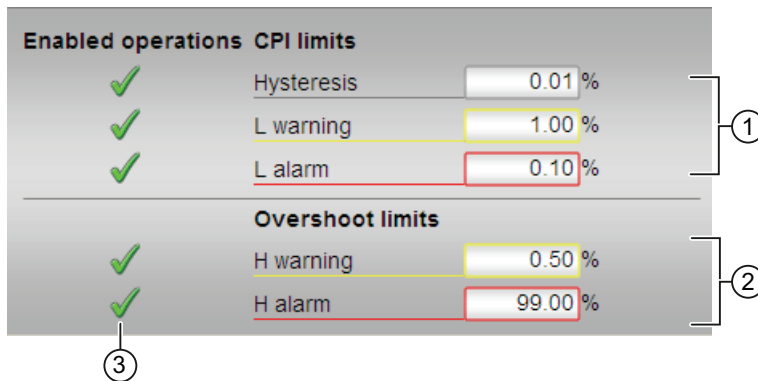 Enabled operations CPI limits
Hysteresis 0.01 %
L warning 1.00 %
L alarm 0.10 %
1
Overshoot limits
H warning 0.50 %
H alarm 99.00 %
2
3